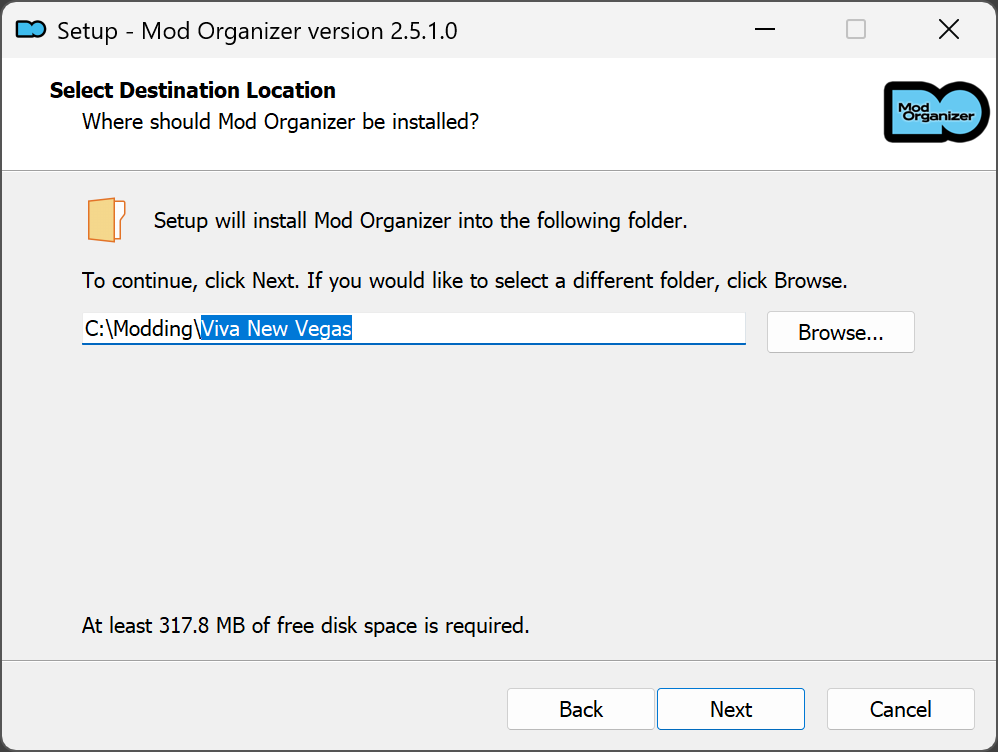 Setup - Mod Organizer version 2.5.1.0
Select Destination Location
Where should Mod Organizer be installed?
Mod
Organizer
Setup will install Mod Organizer into the following folder.
To continue, click Next. If you would like to select a different folder, click Browse.
C:\Modding\Viva New Vegas
Browse...
At least 317.8 MB of free disk space is required.
Back
Next
Cancel